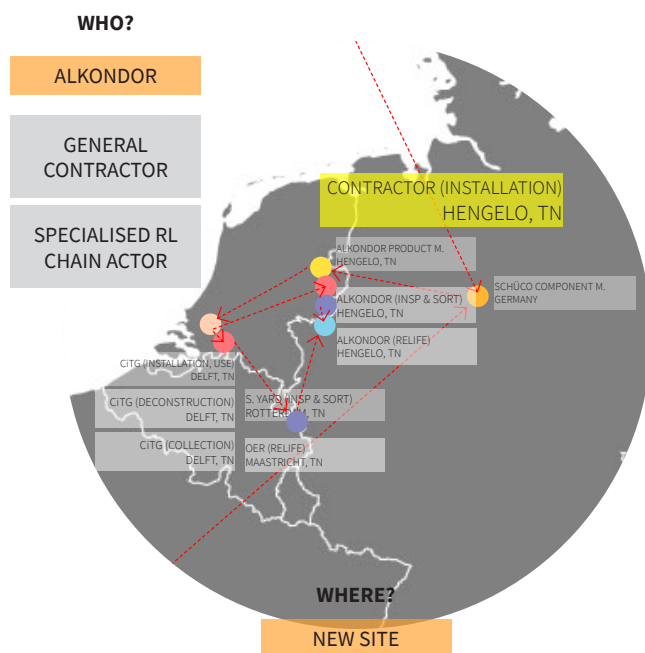 WHO?
ALKONDOR
GENERAL
CONTRACTOR
SPECIALISED RL
CHAIN ACTOR
CONTRACTOR (INSTALLATION)
HENGELO, TN
ALKONDOR PRODUCT M.
HENGELO, TN
SCHÜCO COMPONENT M.
GERMANY
ALKONDOR (INSP & SORT)
HENGELO, TN
ALKONDOR (RELIFE)
HENGELO, TN
CiTG (INSTALLATION, USE)
DELFT, TN
CiTG (DECONSTRUCTION)
DELFT, TN
S. YARD (INSP & SORT)
ROTTERDAM, TN
CiTG (COLLECTION)
DELFT, TN
OER (RELIFE)
MAASTRICHT, TN
WHERE?
NEW SITE